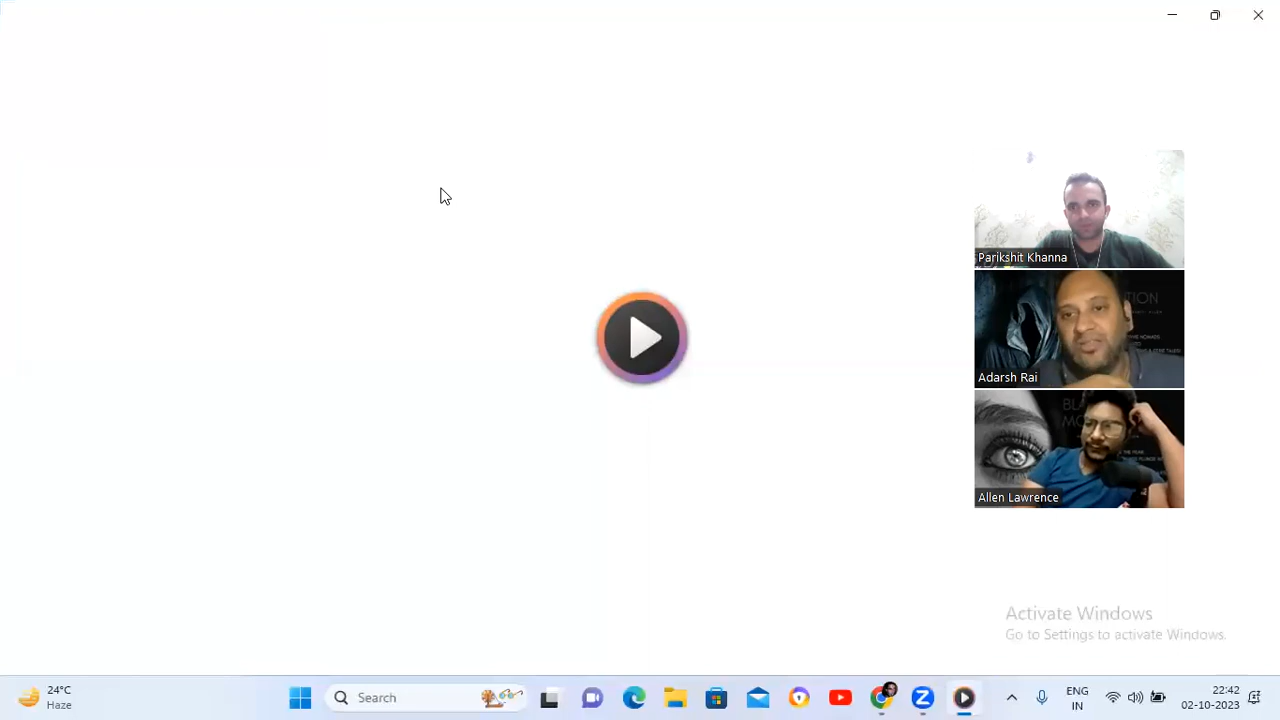 Parikshit Khanna
TION
Adarsh Rai
Allen Lawrence
Activate Windows
Go to Settings to activate Windows.
24°C
Haze
Search
ENG
IN
22:42
02-10-2023